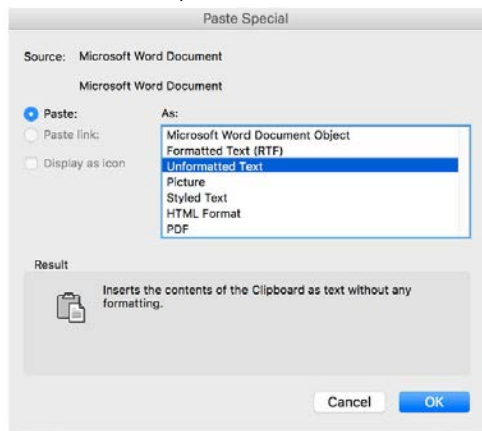 Paste Special
Source: Microsoft Word Document
Microsoft Word Document
Paste: As:
Paste link:
Display as icon
Microsoft Word Document Object
Formatted Text (RTF)
Unformatted Text
Picture
Styled Text
HTML Format
PDF
Result
Inserts the contents of the Clipboard as text without any
formatting.
Cancel OK